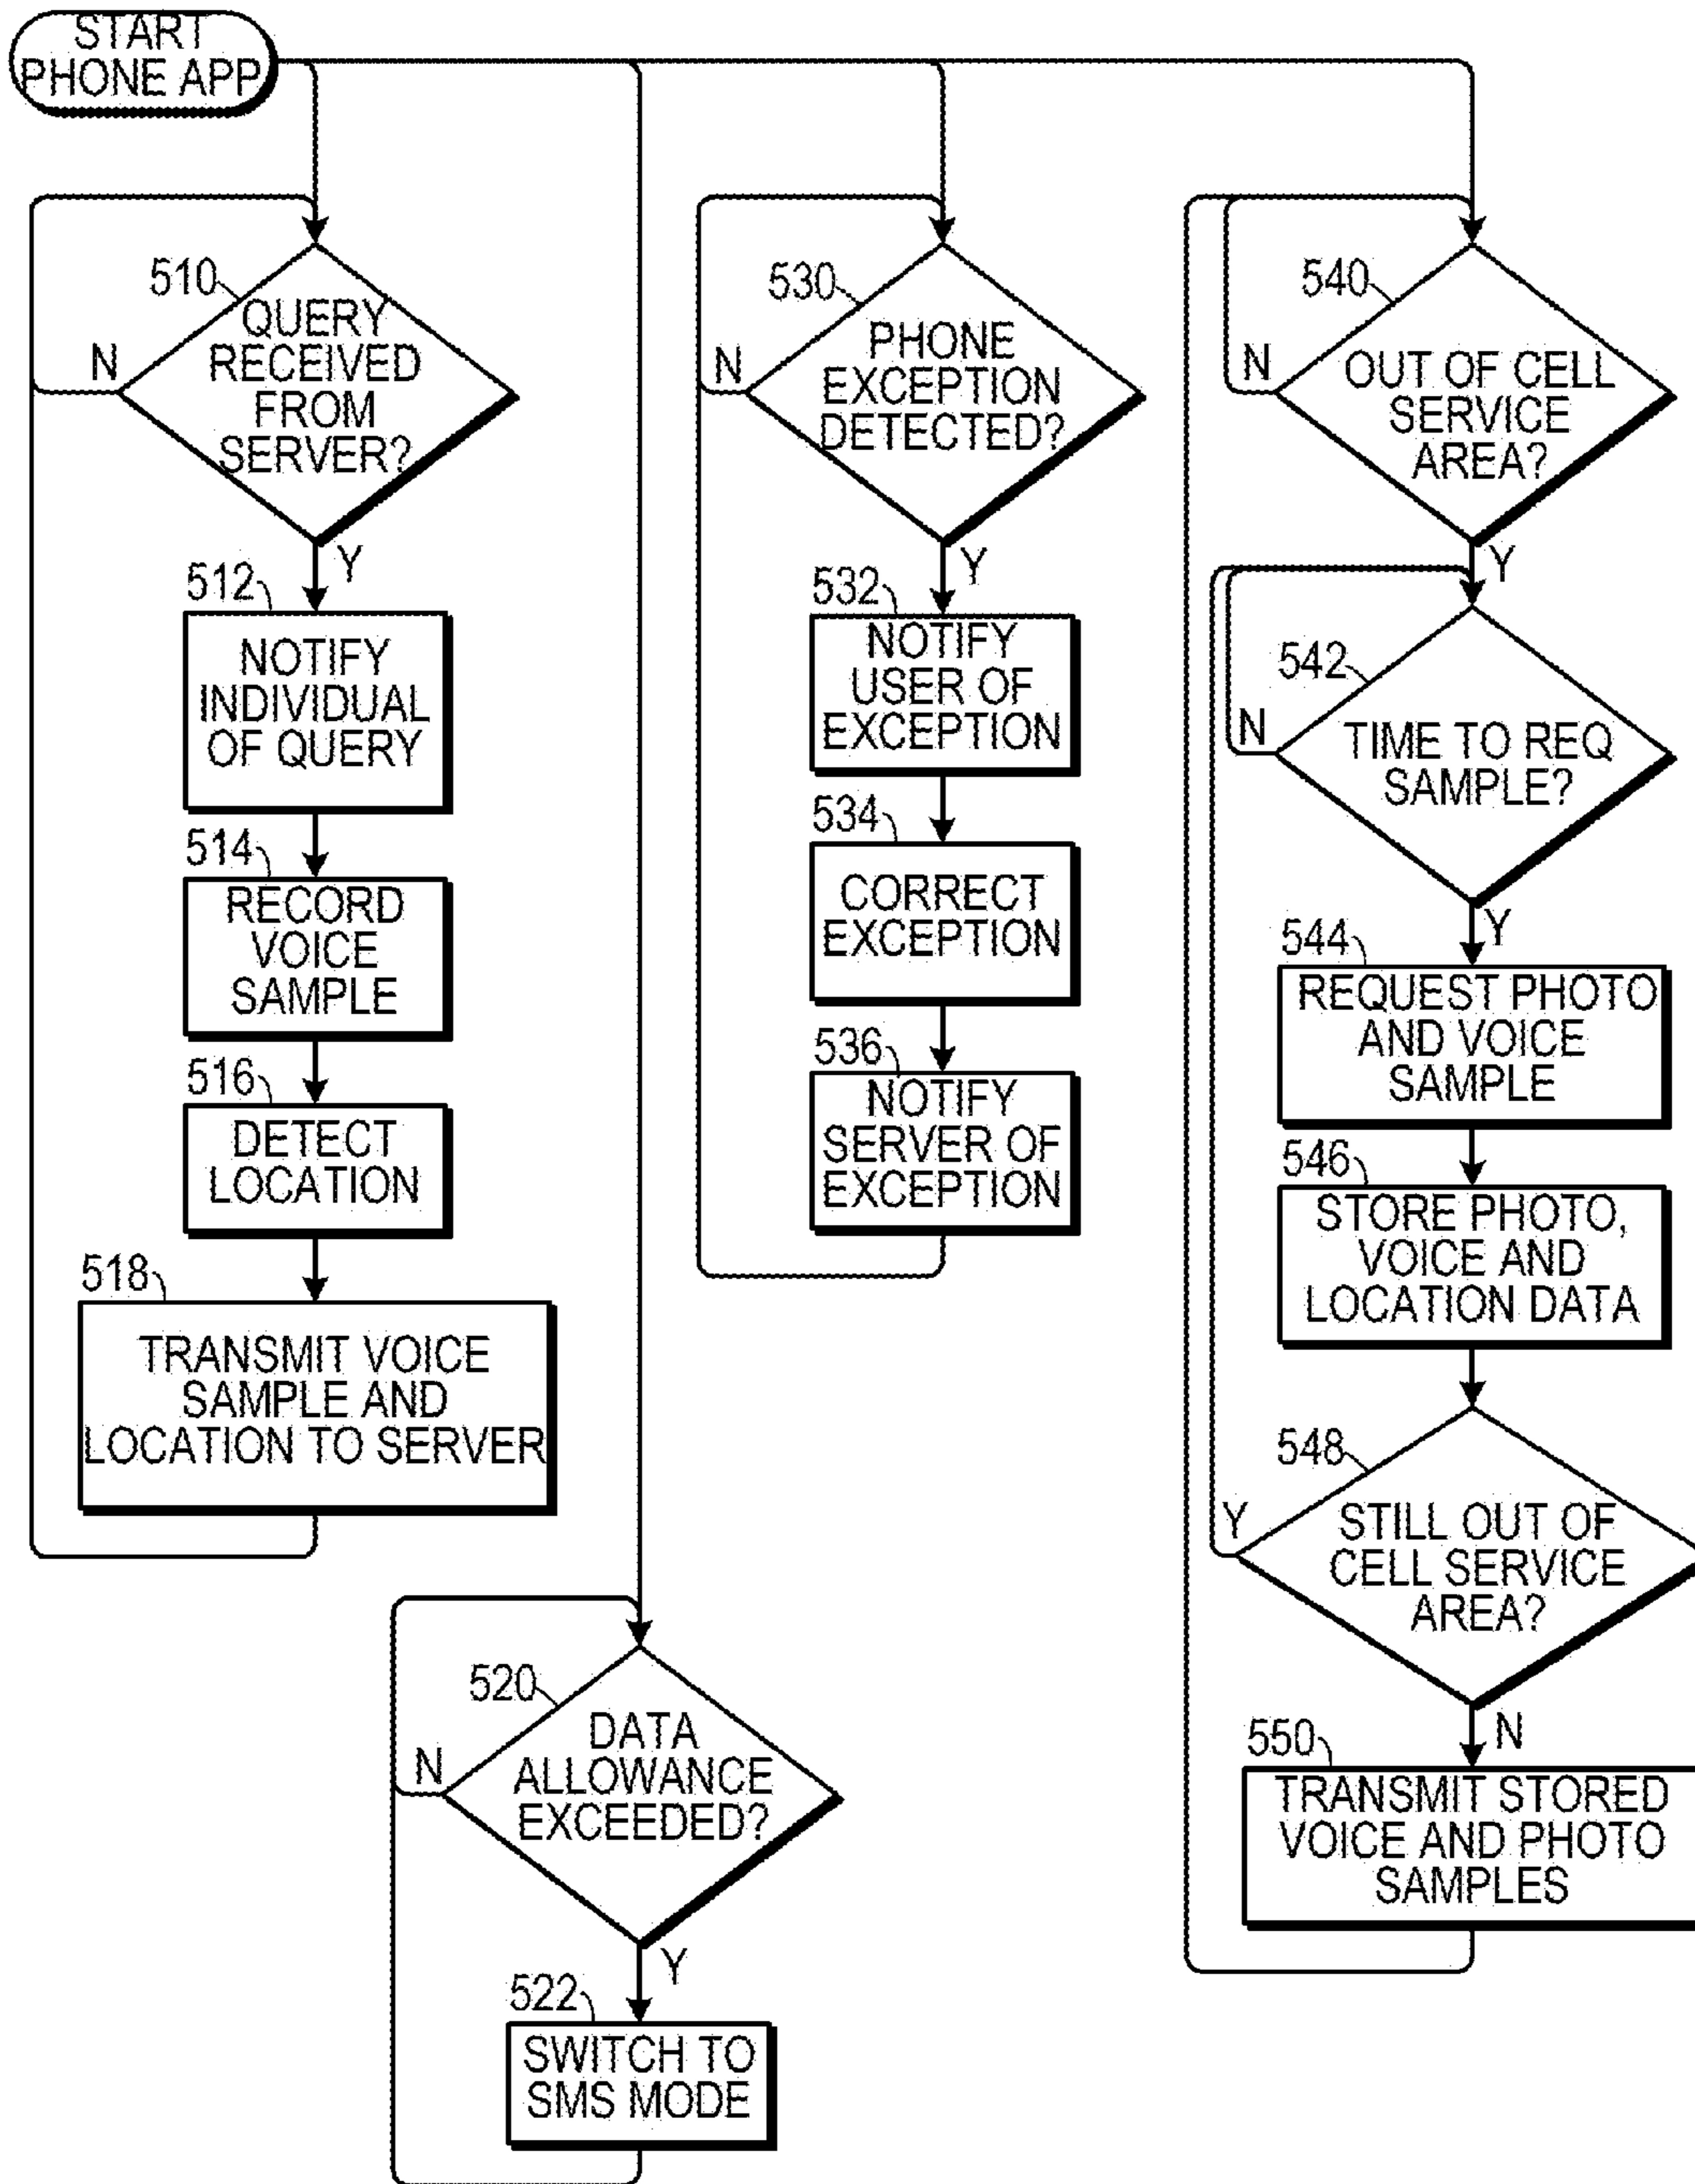 START
PHONE APP
510
QUERY
RECEIVED
FROM
SERVER?
N
Y
512
NOTIFY
INDIVIDUAL
OF QUERY
514
RECORD
VOICE
SAMPLE
516
DETECT
LOCATION
518
TRANSMIT VOICE
SAMPLE AND
LOCATION TO SERVER
520
DATA
ALLOWANCE
EXCEEDED?
N
Y
522
SWITCH TO
SMS MODE
530
PHONE
EXCEPTION
DETECTED?
N
Y
532
NOTIFY
USER OF
EXCEPTION
534
CORRECT
EXCEPTION
536
NOTIFY
SERVER OF
EXCEPTION
540
OUT OF CELL
SERVICE
AREA?
N
Y
542
TIME TO REQ
SAMPLE?
N
Y
544
REQUEST PHOTO
AND VOICE
SAMPLE
546
STORE PHOTO,
VOICE AND
LOCATION DATA
548
STILL OUT OF
CELL SERVICE
AREA?
Y
N
550
TRANSMIT STORED
VOICE AND PHOTO
SAMPLES